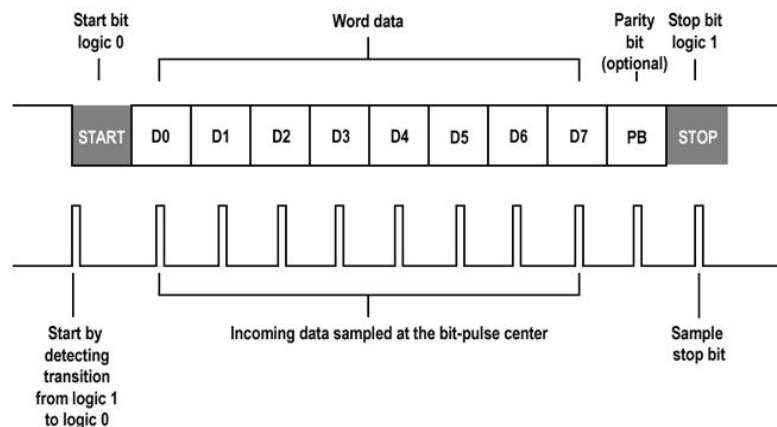 Start bit
logic 0
Word data
Parity
bit
(optional)
Stop bit
logic 1
START D0 D1 D2 D3 D4 D5 D6 D7 PB STOP
Start by
detecting
transition
from logic 1
to logic 0
Incoming data sampled at the bit-pulse center
Sample
stop bit